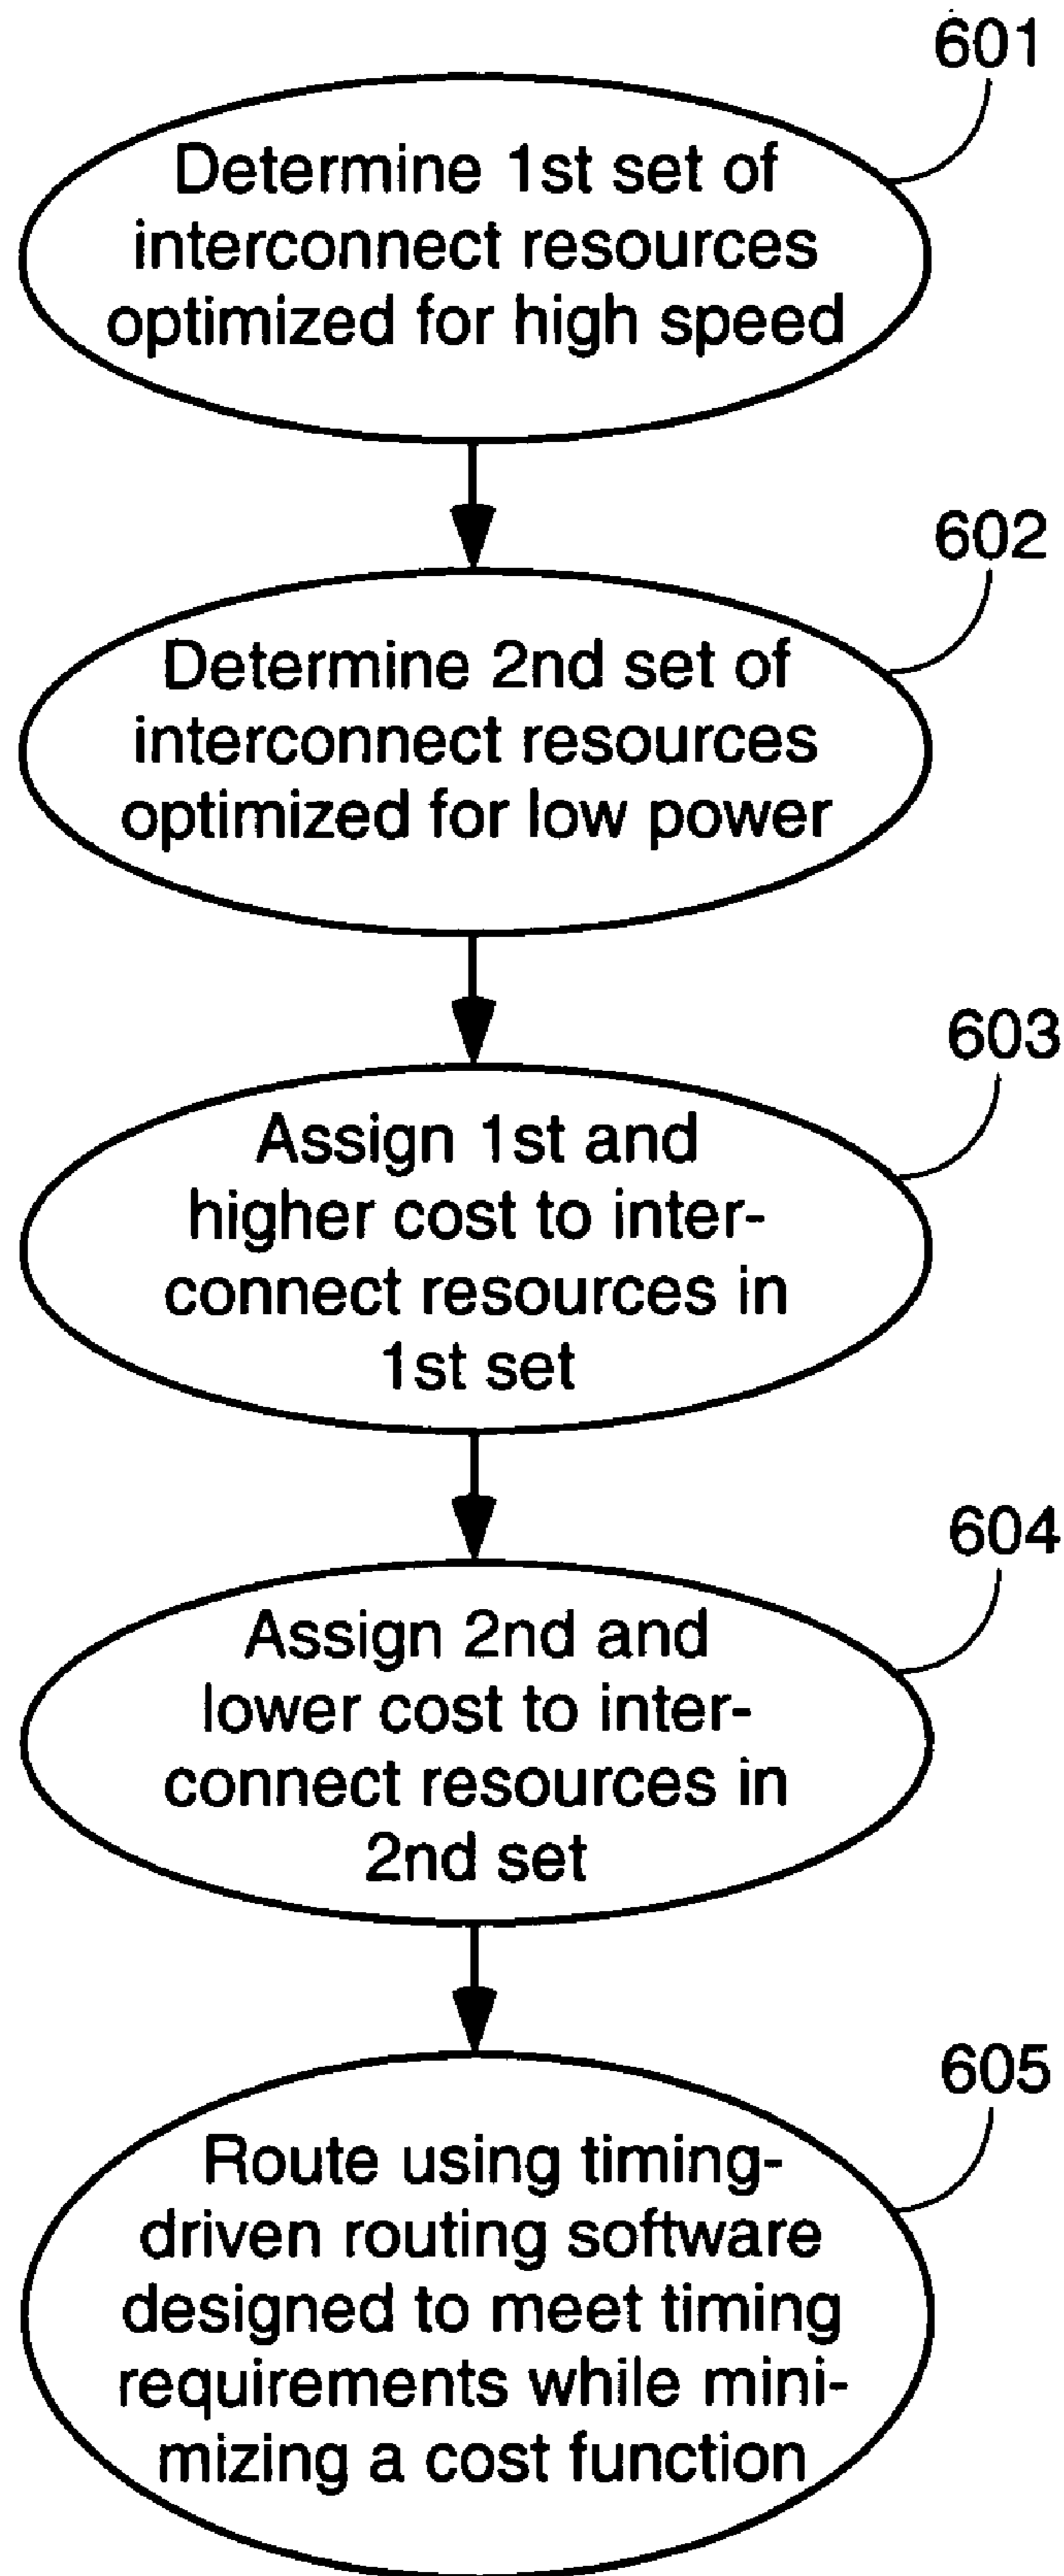 601
Determine 1st set of
interconnect resources
optimized for high speed
602
Determine 2nd set of
interconnect resources
optimized for low power
603
Assign 1st and
higher cost to inter-
connect resources in
1st set
604
Assign 2nd and
lower cost to inter-
connect resources in
2nd set
605
Route using timing-
driven routing software
designed to meet timing
requirements while mini-
mizing a cost function